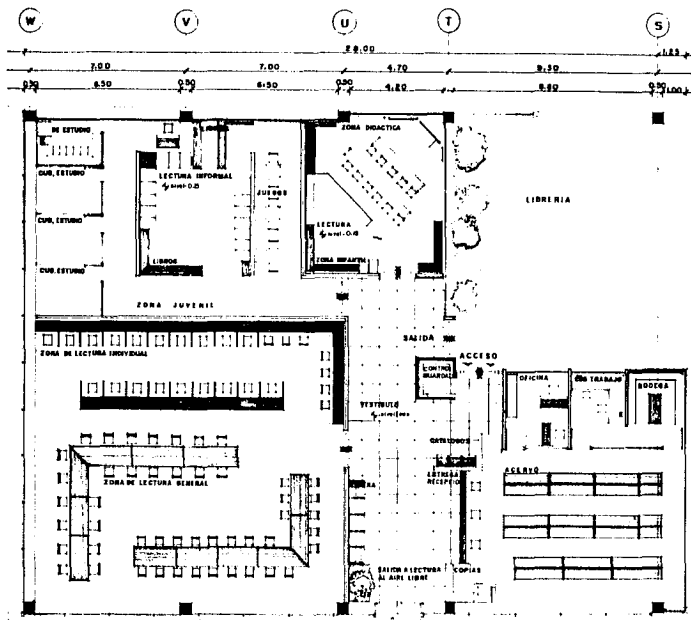 W V U T S
28.00 1.25
7.00 7.00 4.70 9.30
0.50 6.50 0.50 6.50 0.50 4.20 8.80 0.50 1.00
DE ESTUDIO
LIBROS
ZONA DIDACTICA
CUB. ESTUDIO
LECTURA INFORMAL
JUEGOS
LIBRERIA
CUB. ESTUDIO
LECTURA
CUB. ESTUDIO
LIBROS
ZONA INFANTIL
ZONA JUVENIL
SALIDA
ZONA DE LECTURA INDIVIDUAL
ACCESO
CONTROL
GUARDA
OFICINA
TRABAJO
BODEGA
VESTIBULO
CATALOGOS
ENTREGA
RECEPCIO
ACERVO
ZONA DE LECTURA GENERAL
SALIDA A LECTURA
AL AIRE LIBRE
COPIAS